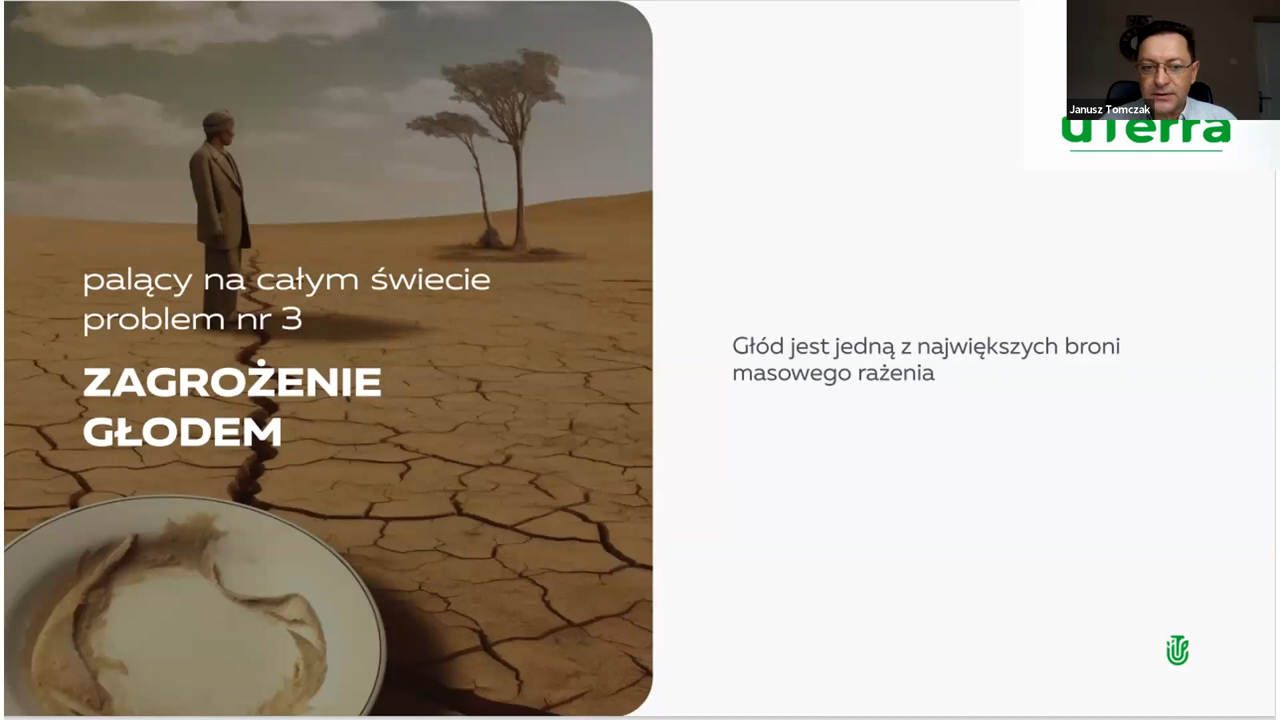 palący na całym świecie
problem nr 3
ZAGROŻENIE
GŁODEM
Głód jest jedną z największych broni
masowego rażenia
Janusz Tomczak
uTerra